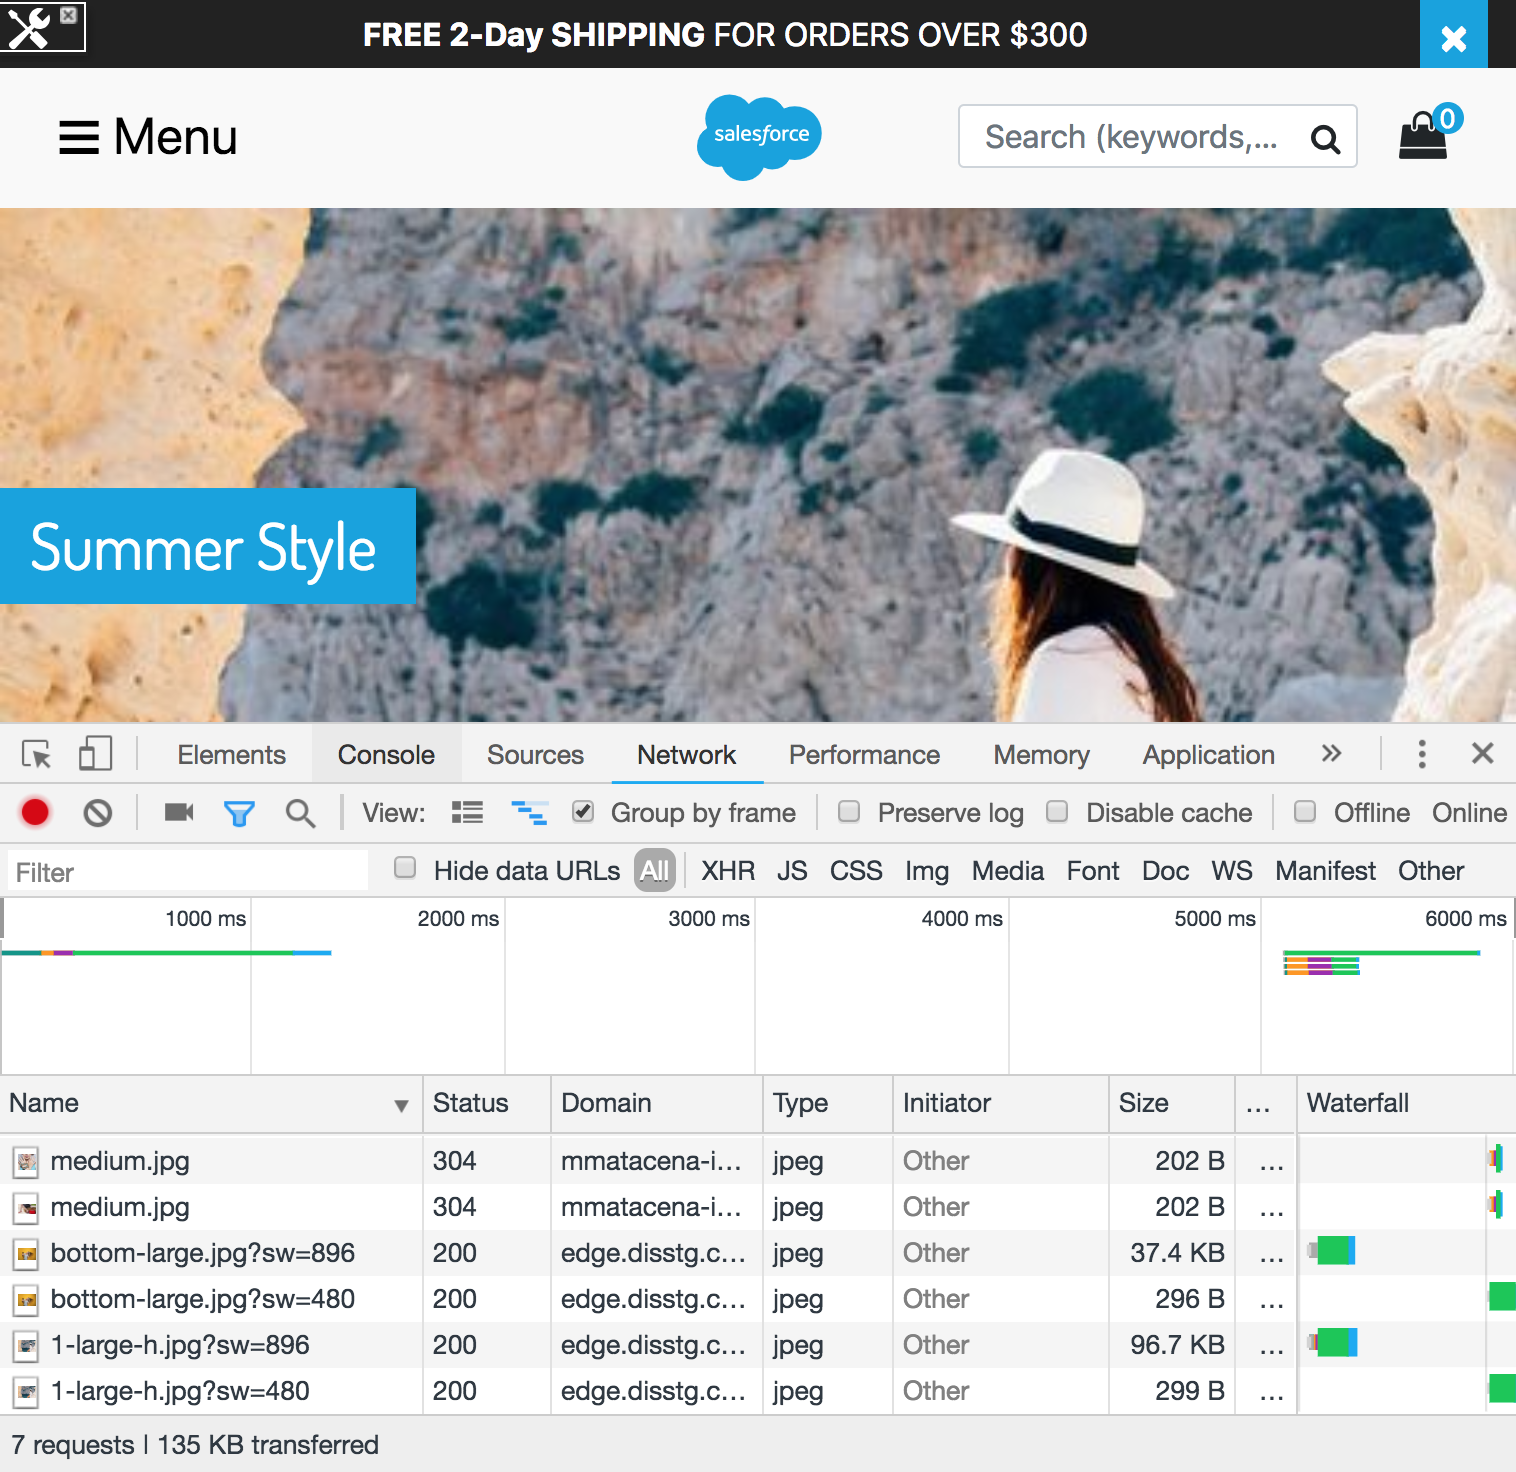 FREE 2-Day SHIPPING FOR ORDERS OVER $300
Menu
salesforce
Search (keywords,...
0
Summer Style
Elements Console Sources Network Performance Memory Application
View: Group by frame Preserve log Disable cache Offline Online
Filter Hide data URLs All XHR JS CSS Img Media Font Doc WS Manifest Other
1000 ms 2000 ms 3000 ms 4000 ms 5000 ms 6000 ms
Name Status Domain Type Initiator Size ... Waterfall
medium.jpg 304 mmatacena-i... jpeg Other 202 B ...
medium.jpg 304 mmatacena-i... jpeg Other 202 B ...
bottom-large.jpg?sw=896 200 edge.disstg.c... jpeg Other 37.4 KB ...
bottom-large.jpg?sw=480 200 edge.disstg.c... jpeg Other 296 B ...
1-large-h.jpg?sw=896 200 edge.disstg.c... jpeg Other 96.7 KB ...
1-large-h.jpg?sw=480 200 edge.disstg.c... jpeg Other 299 B ...
7 requests | 135 KB transferred